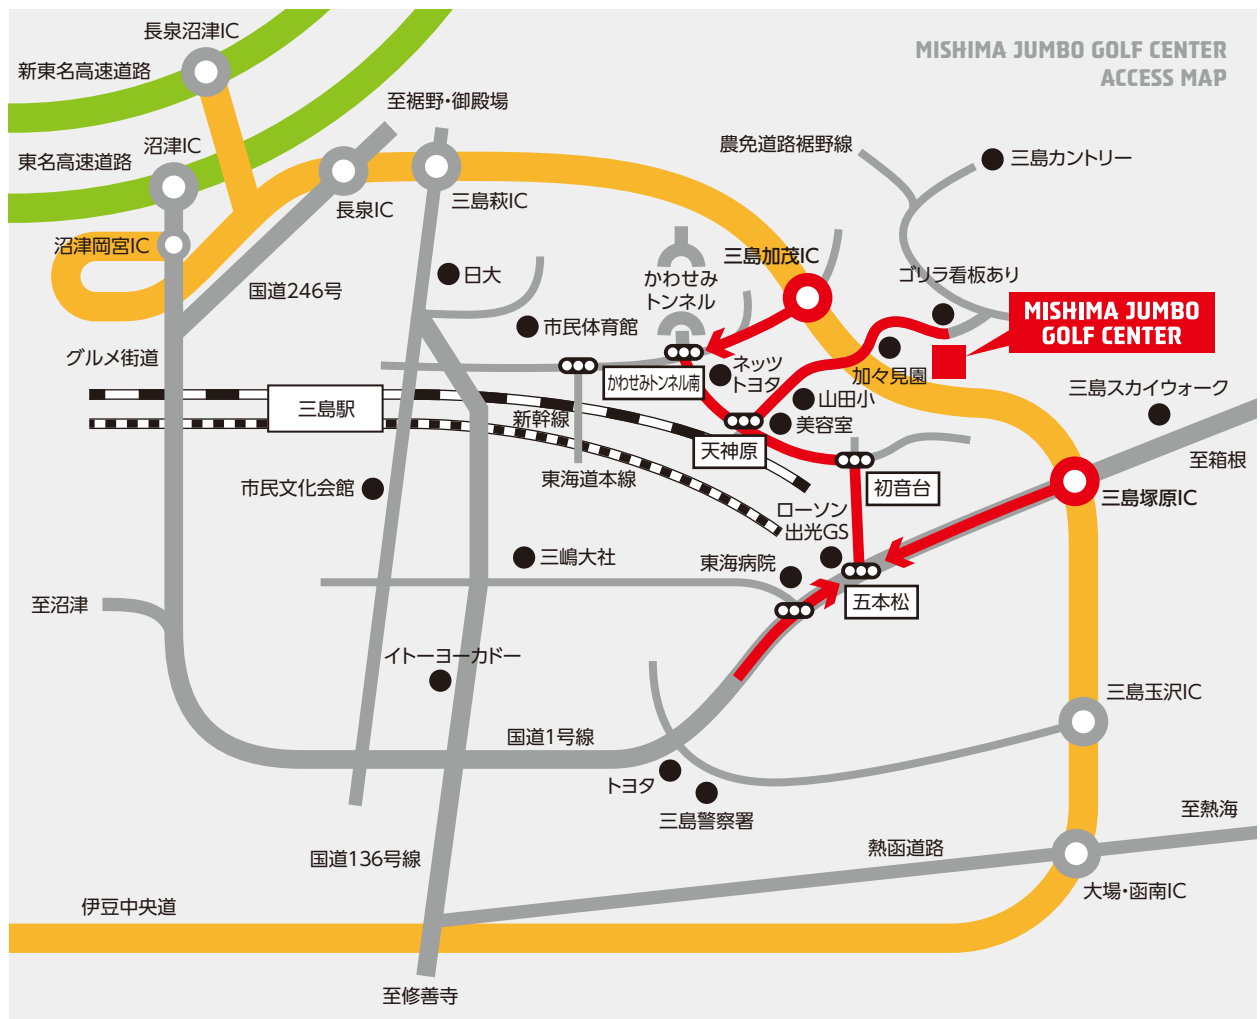 MISHIMA JUMBO GOLF CENTER
ACCESS MAP
長泉沼津IC
新東名高速道路
沼津IC
東名高速道路
沼津岡宮IC
至裾野・御殿場
長泉IC
三島萩IC
国道246号
グルメ街道
日大
市民体育館
かわせみ
トンネル
三島加茂IC
農免道路裾野線
三島カントリー
ゴリラ看板あり
MISHIMA JUMBO
GOLF CENTER
加々見園
ネッツ
トヨタ
かわせみトンネル南
山田小
美容室
三島スカイウォーク
至箱根
三島駅
新幹線
東海道本線
天神原
初音台
三島塚原IC
市民文化会館
ローソン
出光GS
三嶋大社
東海病院
五本松
至沼津
イトーヨーカドー
国道1号線
三島玉沢IC
トヨタ
三島警察署
至熱海
国道136号線
熱函道路
大場・函南IC
伊豆中央道
至修善寺